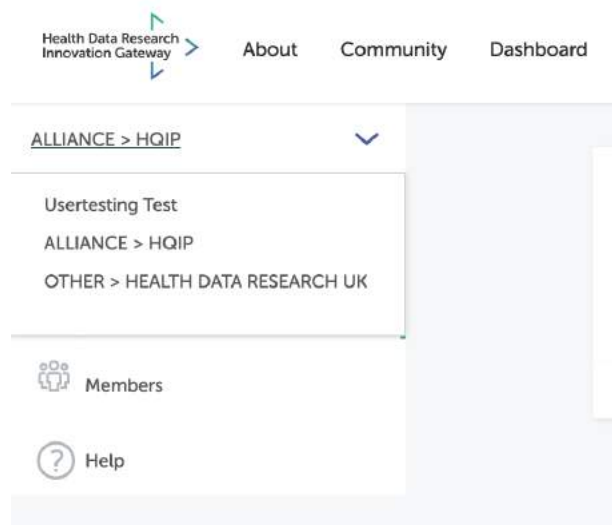 Health Data Research
Innovation Gateway
About Community Dashboard
ALLIANCE > HQIP
Usertesting Test
ALLIANCE > HQIP
OTHER > HEALTH DATA RESEARCH UK
Members
? Help